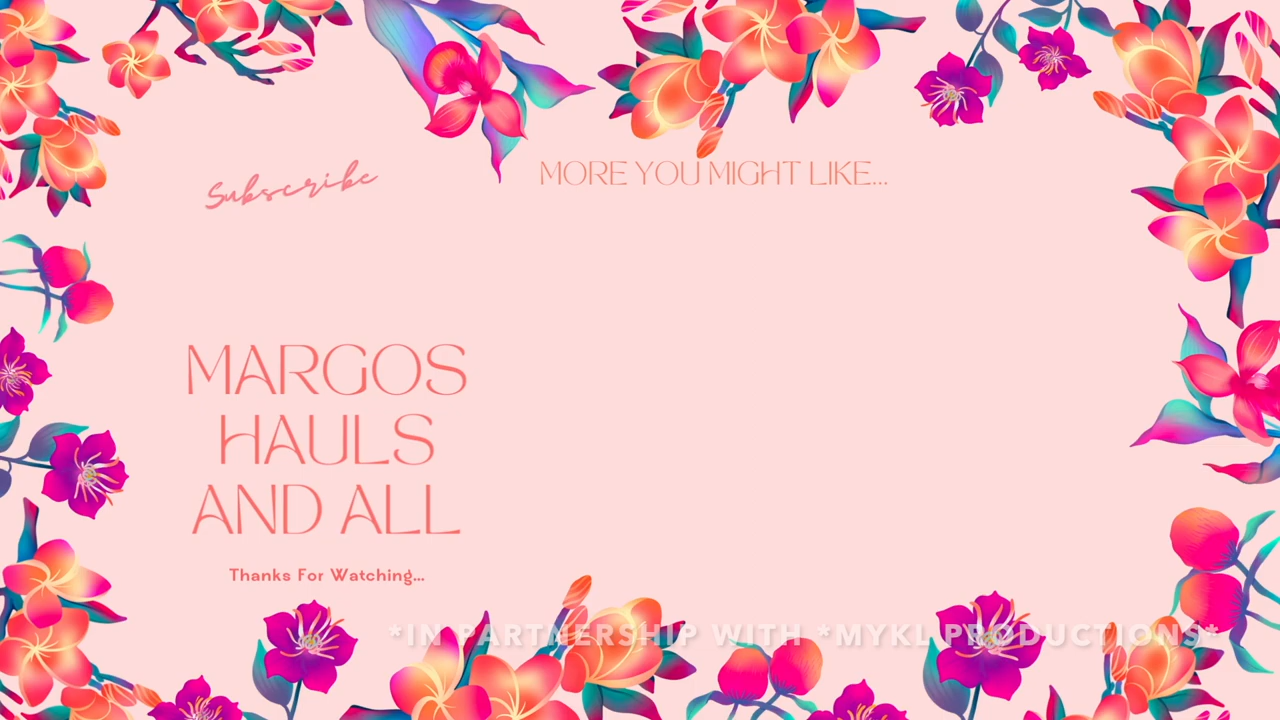 Subscribe
MORE YOU MIGHT LIKE...
MARGOS
HAULS
AND ALL
Thanks For Watching...
*IN PARTNERSHIP WITH *MYKL PRODUCTIONS*